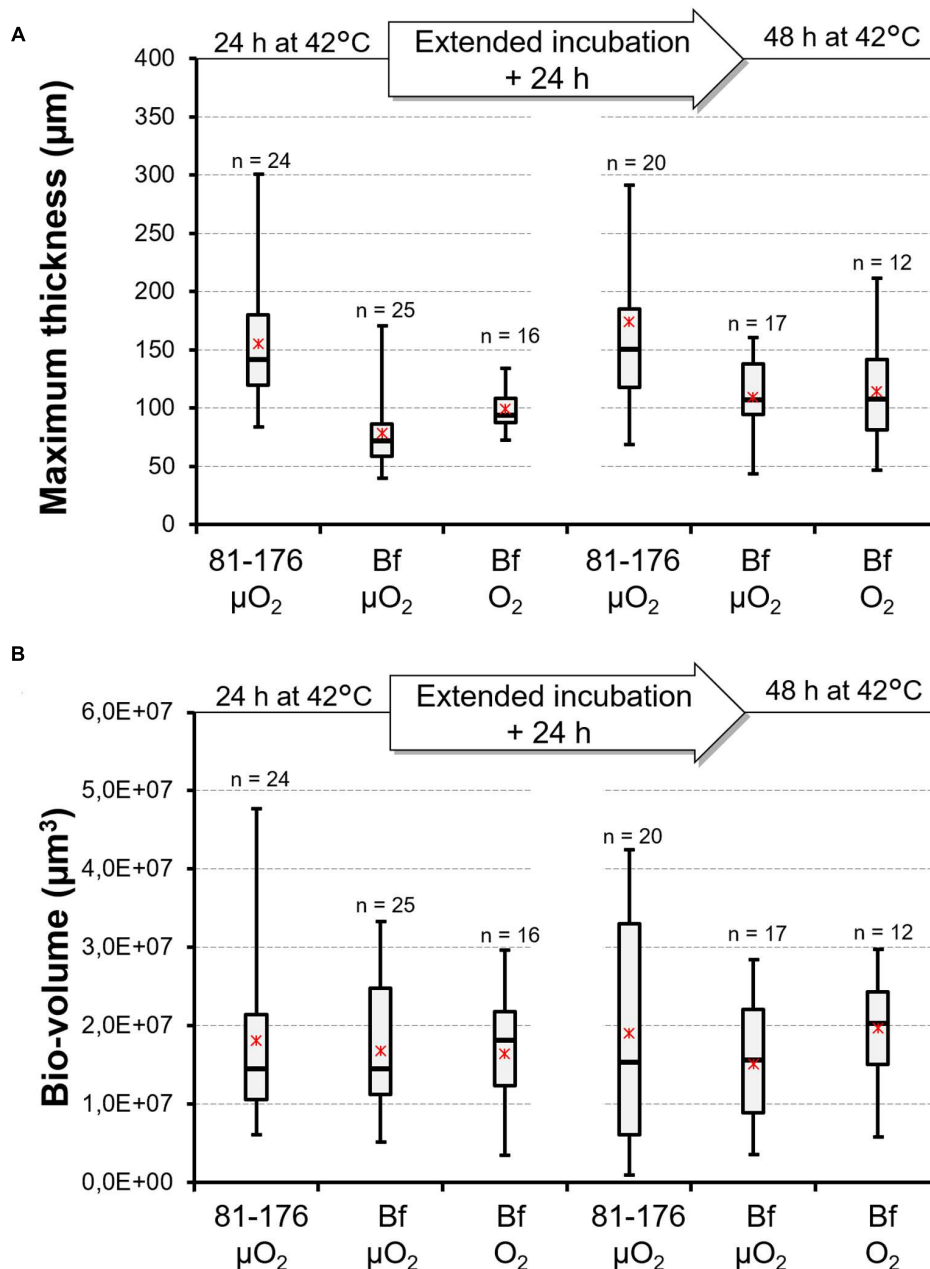 A
24 h at 42°C
Extended incubation
+ 24 h
48 h at 42°C
Maximum thickness (µm)
400
350
300
250
200
150
100
50
0
n = 24
n = 25
n = 16
n = 20
n = 17
n = 12
81-176
µO₂
Bf
µO₂
Bf
O₂
81-176
µO₂
Bf
µO₂
Bf
O₂
B
24 h at 42°C
Extended incubation
+ 24 h
48 h at 42°C
Bio-volume (µm³)
6,0E+07
5,0E+07
4,0E+07
3,0E+07
2,0E+07
1,0E+07
0,0E+00
n = 24
n = 25
n = 16
n = 20
n = 17
n = 12
81-176
µO₂
Bf
µO₂
Bf
O₂
81-176
µO₂
Bf
µO₂
Bf
O₂